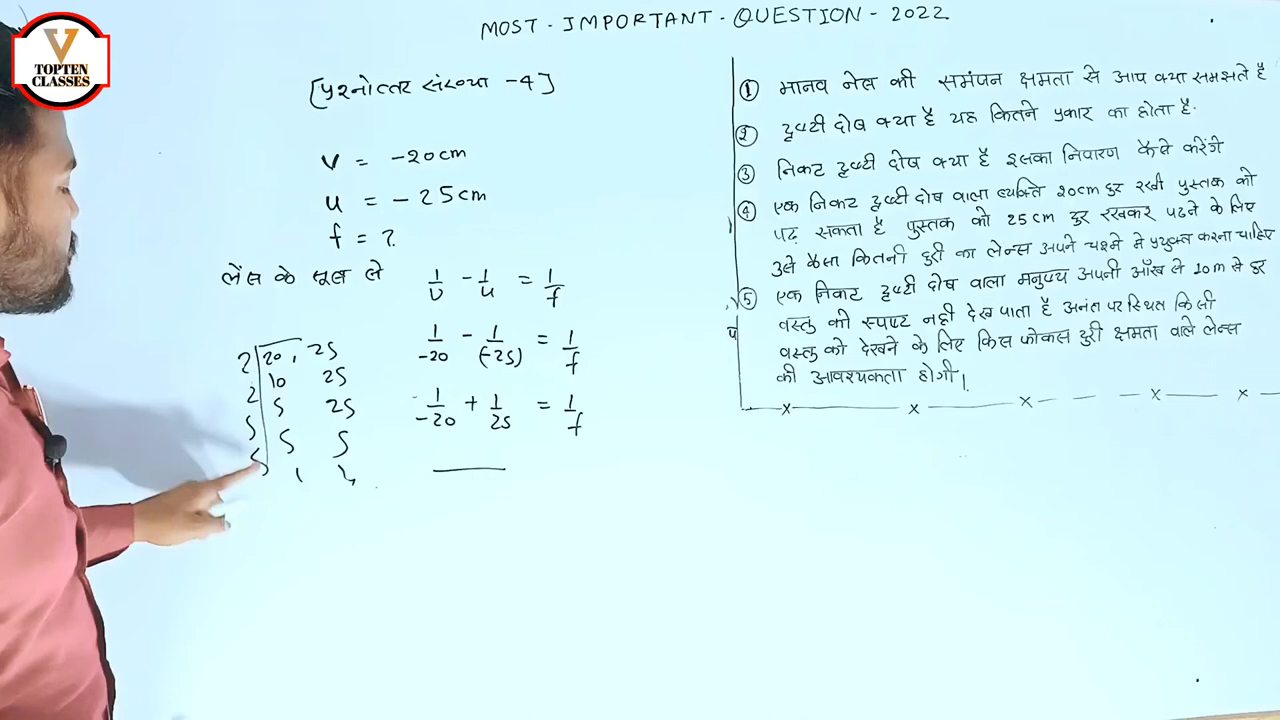 V
TOPTEN
CLASSES
MOST - IMPORTANT - QUESTION - 2022
[प्रश्नोत्तर संख्या -4]
v = -20cm
u = -25cm
f = ?
लेंस के सूत्र से
1/v - 1/u = 1/f
1/-20 - 1/(-25) = 1/f
1/-20 + 1/25 = 1/f
2 | 20, 25
2 | 10 25
5 | 5 25
5 | 5 5
1 1
① मानव नेत्र की समंजन क्षमता से आप क्या समझते है
② दृष्टी दोष क्या है यह कितने प्रकार का होता है.
③ निकट दृष्टी दोष क्या है इसका निवारण कैसे करेंगे
④ एक निकट दृष्टी दोष वाला व्यक्ति 20cm दुर रखी पुस्तक को
पढ़ सकता है पुस्तक को 25 cm दुर रखकर पढने के लिए
उसे कैसा कितनी दुरी का लेन्स अपने चश्मे में प्रयुक्त करना चाहिए
⑤ एक निकट दृष्टी दोष वाला मनुष्य अपनी आँख से 10m से दुर
वस्तु को स्पष्ट नही देख पाता है अनंत पर स्थित किसी
वस्तु को देखने के लिए किस फोकस दुरी क्षमता वाले लेन्स
की आवश्यकता होगी।